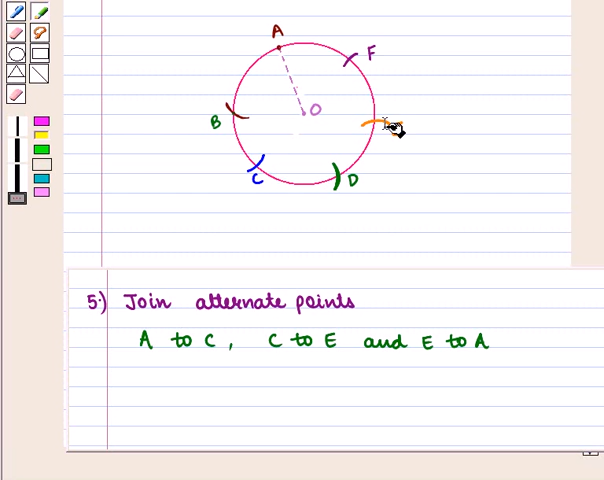 A
F
O
B
C
D
5.) Join alternate points
A to C, C to E and E to A